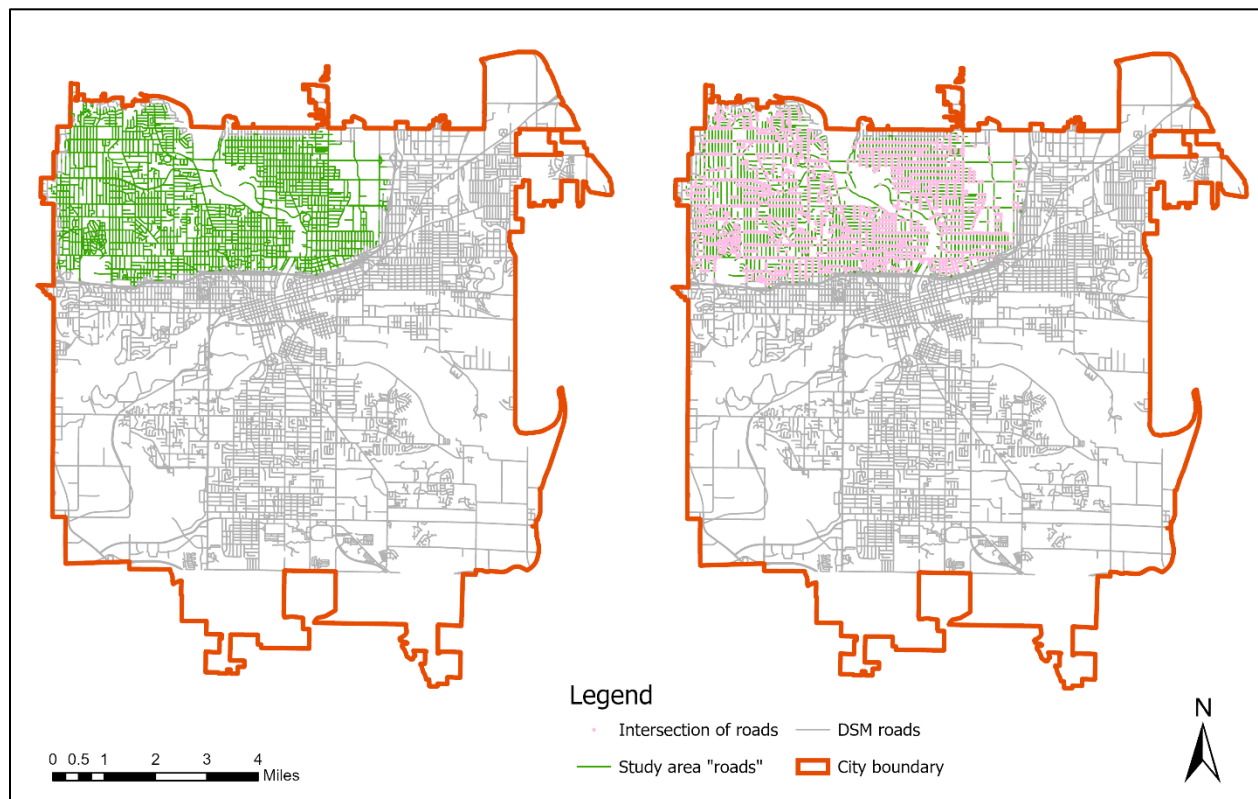 Legend
Intersection of roads
DSM roads
Study area "roads"
City boundary
N
0 0.5 1 2 3 4
Miles